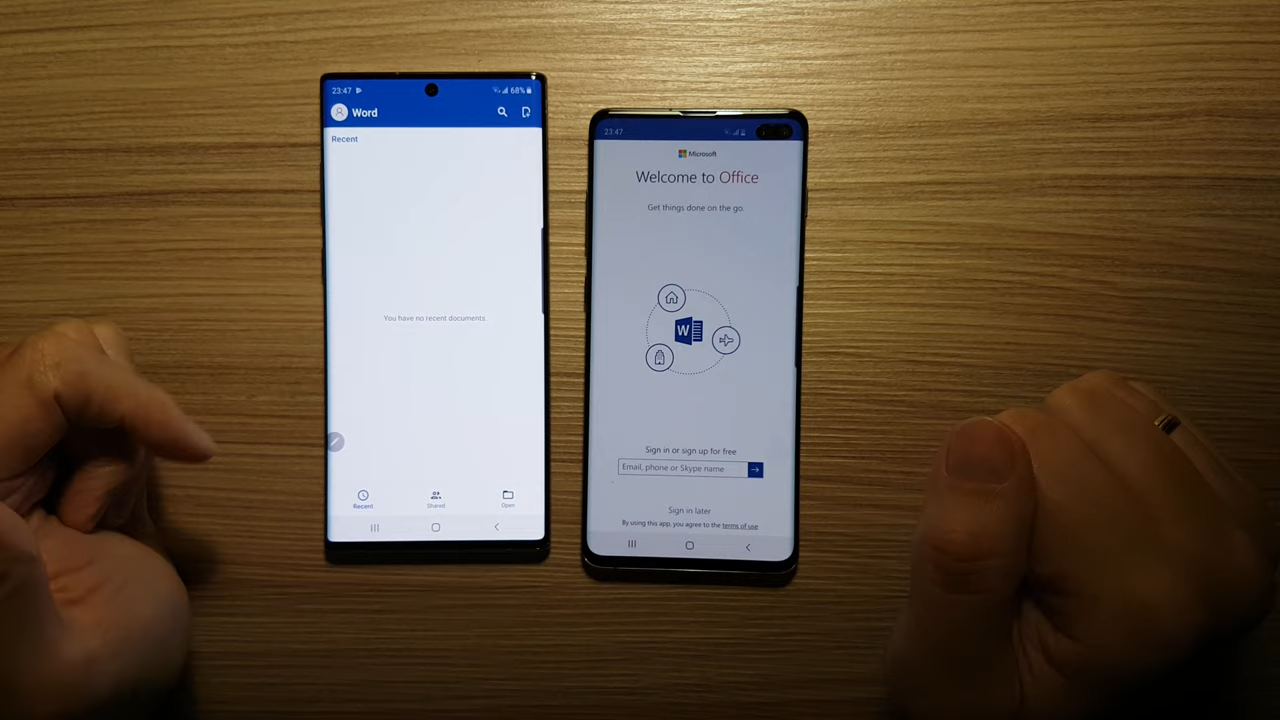 23:47
68%
Word
Recent
You have no recent documents.
Recent
Shared
Open
23:47
Microsoft
Welcome to Office
Get things done on the go.
W
Sign in or sign up for free
Email, phone or Skype name
Sign in later
By using this app, you agree to the terms of use